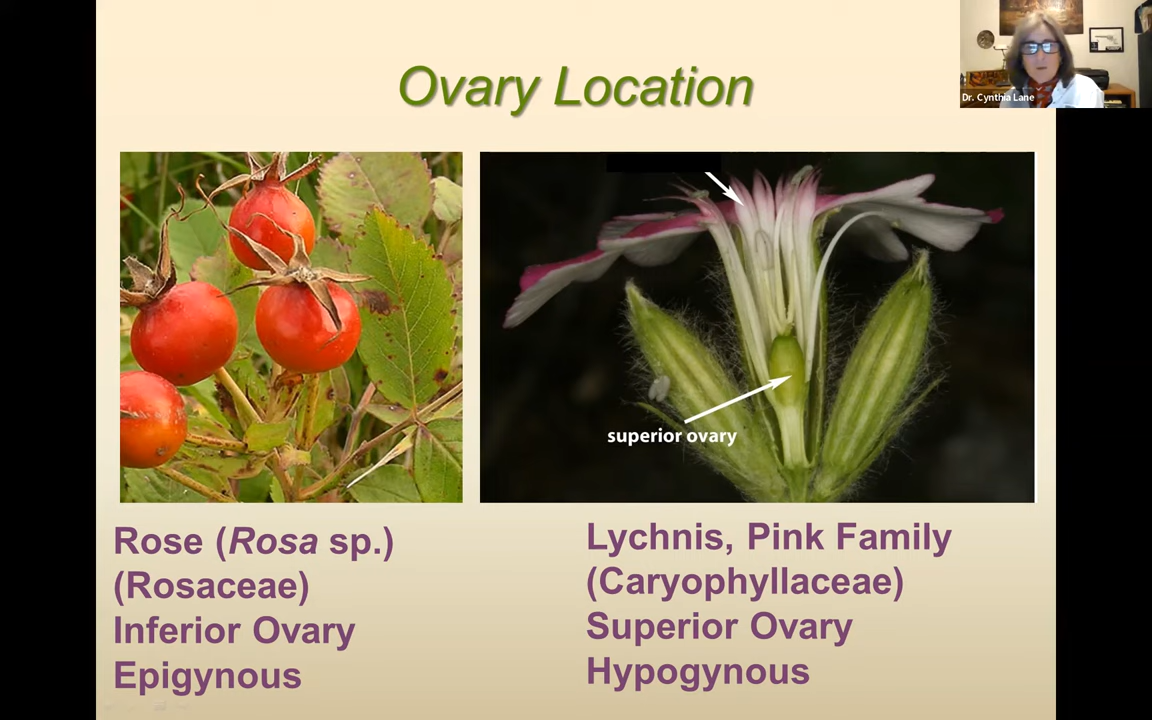 Ovary Location
Dr. Cynthia Lane
superior ovary
Rose (Rosa sp.)
(Rosaceae)
Inferior Ovary
Epigynous
Lychnis, Pink Family
(Caryophyllaceae)
Superior Ovary
Hypogynous